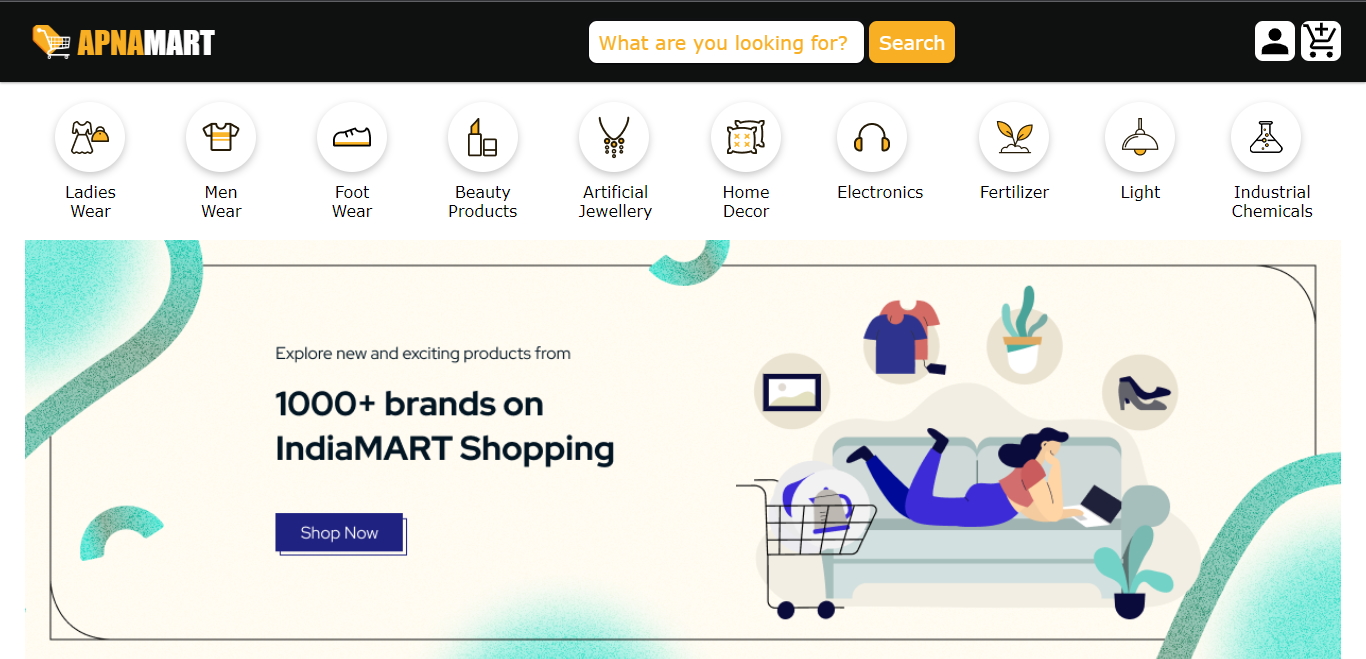 APNAMART
What are you looking for?
Search
Ladies
Wear
Men
Wear
Foot
Wear
Beauty
Products
Artificial
Jewellery
Home
Decor
Electronics
Fertilizer
Light
Industrial
Chemicals
Explore new and exciting products from
1000+ brands on
IndiaMART Shopping
Shop Now